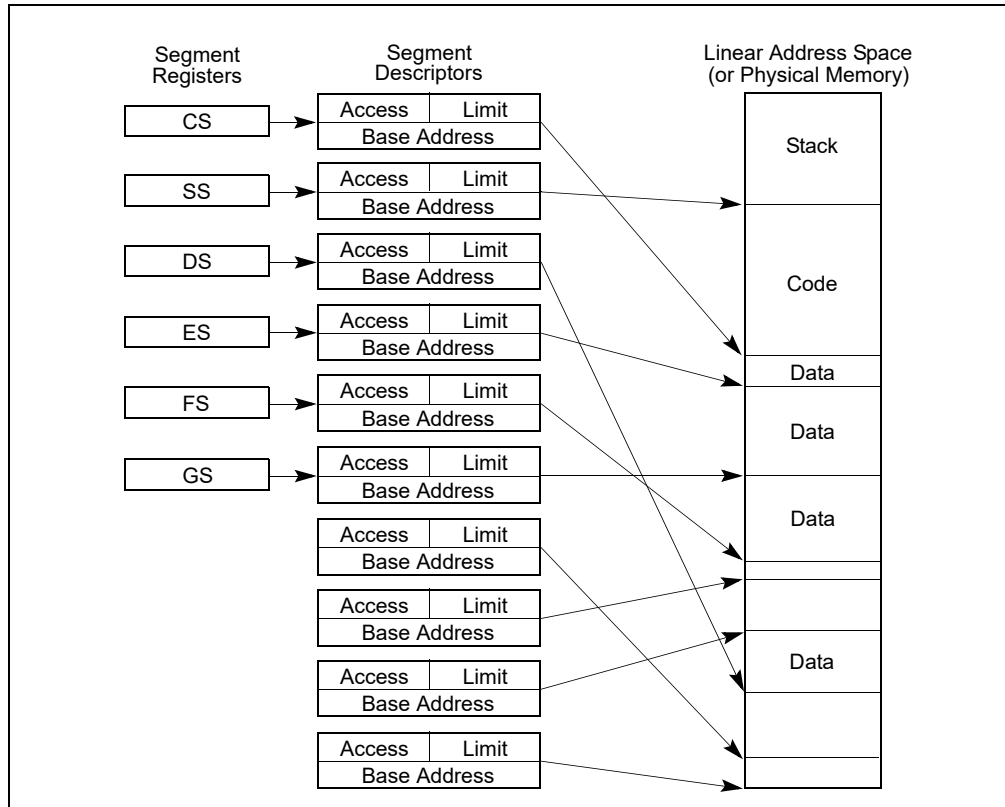 Segment
Registers
Segment
Descriptors
Linear Address Space
(or Physical Memory)
CS
Access Limit
Base Address
Stack
SS
Access Limit
Base Address
DS
Access Limit
Base Address
Code
ES
Access Limit
Base Address
Data
FS
Access Limit
Base Address
Data
GS
Access Limit
Base Address
Data
Access Limit
Base Address
Access Limit
Base Address
Access Limit
Base Address
Data
Access Limit
Base Address